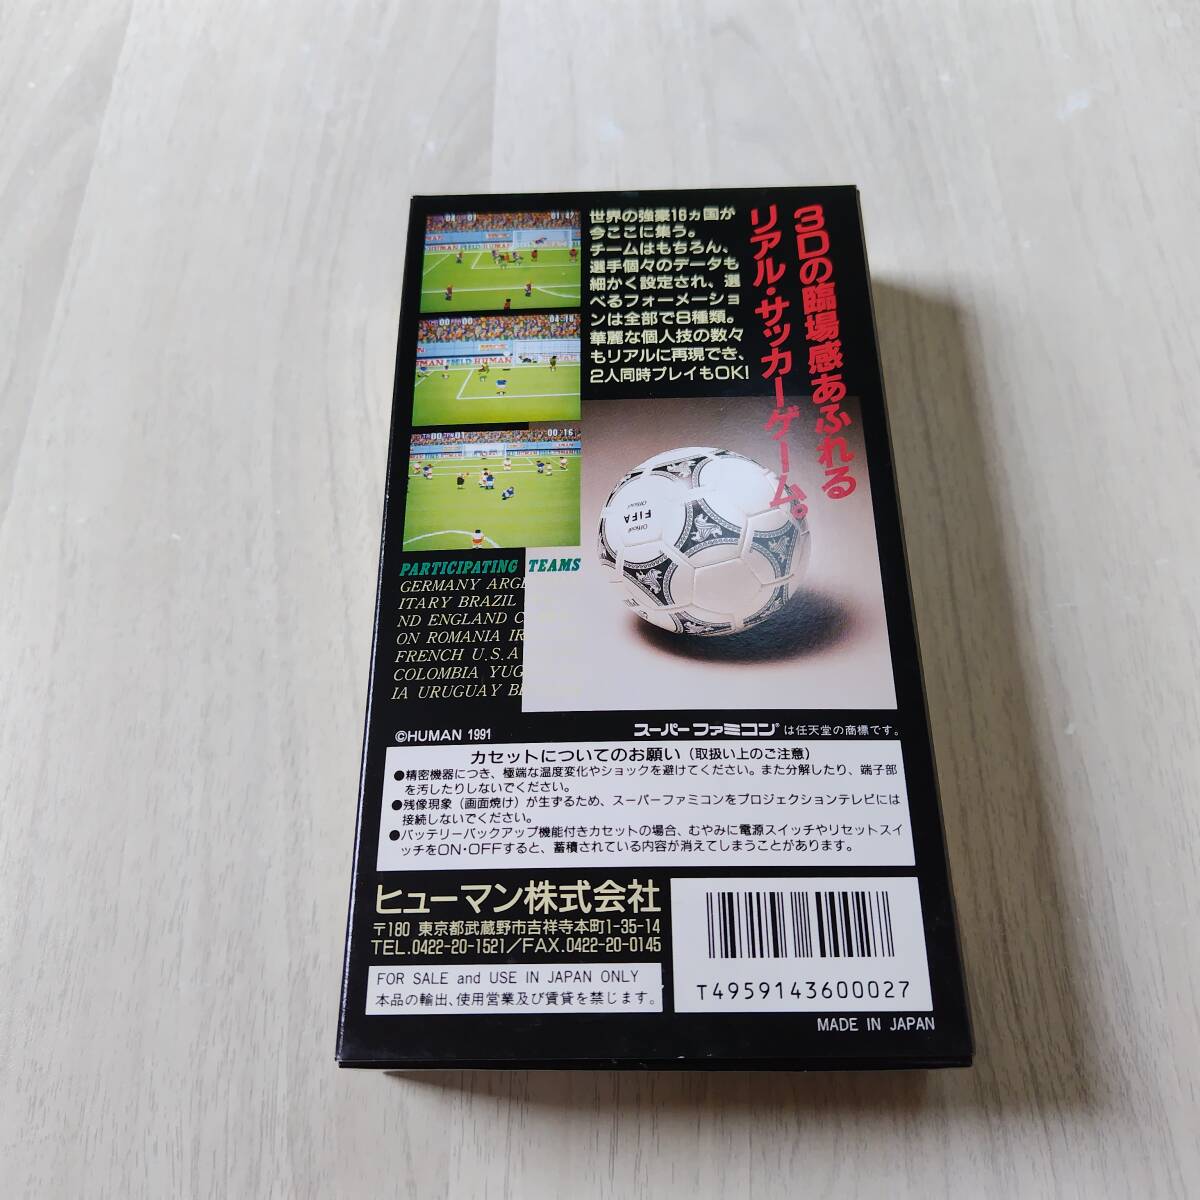 3Dの臨場感あふれる
リアル・サッカーゲーム。
世界の強豪16ヵ国が
今ここに集う。
チームはもちろん、
選手個々のデータも
細かく設定され、選
べるフォーメーショ
ンは全部で8種類。
華麗な個人技の数々
もリアルに再現でき、
2人同時プレイもOK!
01:47
HUMAN
04:16
HUMAN
00:16
Official
FIFA
PARTICIPATING TEAMS
GERMANY
ITARY BRAZIL
ND ENGLAND
ON ROMANIA
FRENCH U.S.A
COLOMBIA
IA URUGUAY
©HUMAN 1991
スーパーファミコン®は任天堂の商標です。
カセットについてのお願い(取扱い上のご注意)
●精密機器につき、極端な温度変化やショックを避けてください。また分解したり、端子部
を汚したりしないでください。
●残像現象(画面焼け)が生ずるため、スーパーファミコンをプロジェクションテレビには
接続しないでください。
●バッテリーバックアップ機能付きカセットの場合、むやみに電源スイッチやリセットスイ
ッチをON・OFFすると、蓄積されている内容が消えてしまうことがあります。
ヒューマン株式会社
〒180 東京都武蔵野市吉祥寺本町1-35-14
TEL.0422-20-1521/FAX.0422-20-0145
FOR SALE and USE IN JAPAN ONLY
本品の輸出、使用営業及び賃貸を禁じます。
T4959143600027
MADE IN JAPAN